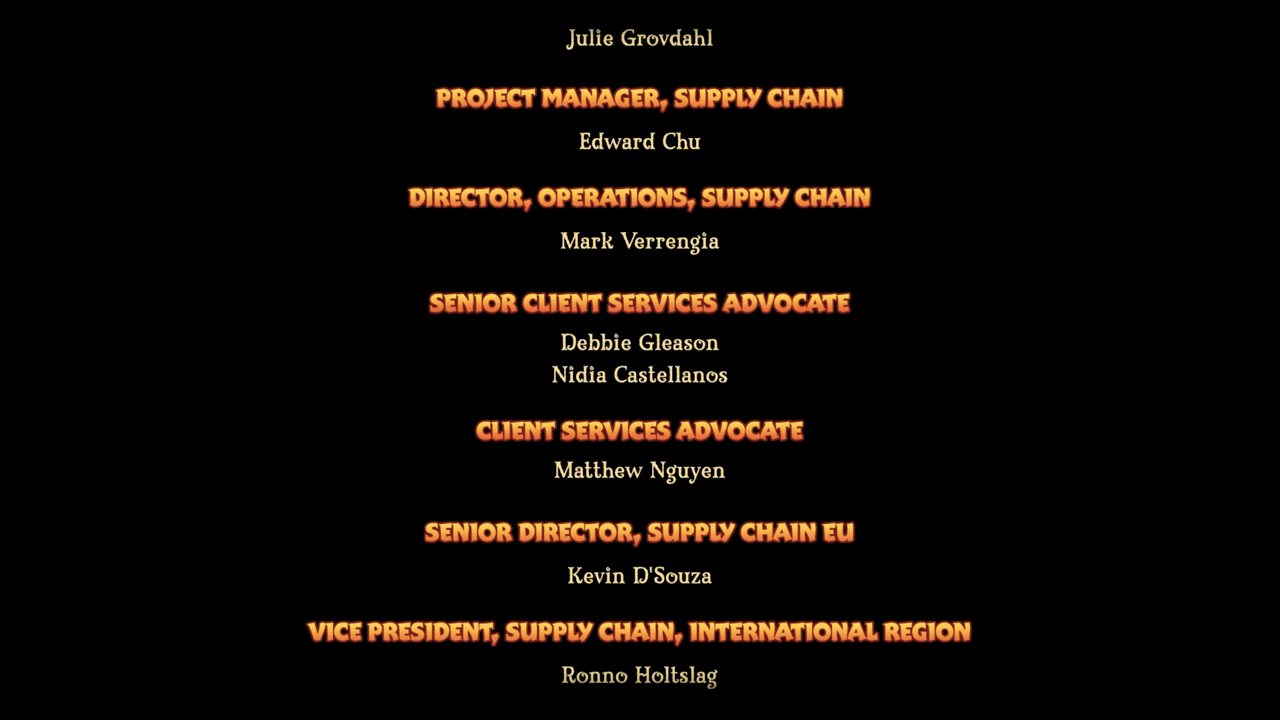 Julie Grovdahl
PROJECT MANAGER, SUPPLY CHAIN
Edward Chu
DIRECTOR, OPERATIONS, SUPPLY CHAIN
Mark Verrengia
SENIOR CLIENT SERVICES ADVOCATE
Debbie Gleason
Nidia Castellanos
CLIENT SERVICES ADVOCATE
Matthew Nguyen
SENIOR DIRECTOR, SUPPLY CHAIN EU
Kevin D'Souza
VICE PRESIDENT, SUPPLY CHAIN, INTERNATIONAL REGION
Ronno Holtslag